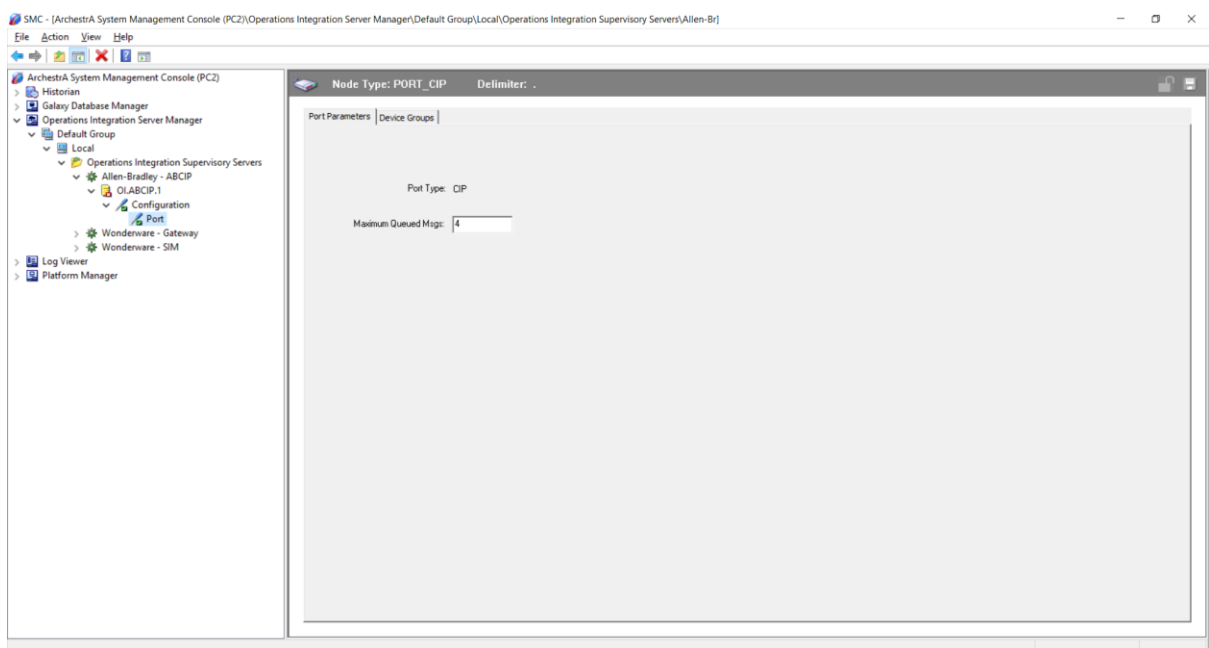 SMC - [ArchestrA System Management Console (PC2)\Operations Integration Server Manager\Default Group\Local\Operations Integration Supervisory Servers\Allen-Br]
File Action View Help
ArchestrA System Management Console (PC2)
Historian
Galaxy Database Manager
Operations Integration Server Manager
Default Group
Local
Operations Integration Supervisory Servers
Allen-Bradley - ABCIP
OI.ABCIP.1
Configuration
Port
Wonderware - Gateway
Wonderware - SIM
Log Viewer
Platform Manager
Node Type: PORT_CIP Delimiter: .
Port Parameters Device Groups
Port Type: CIP
Maximum Queued Msgs: 4